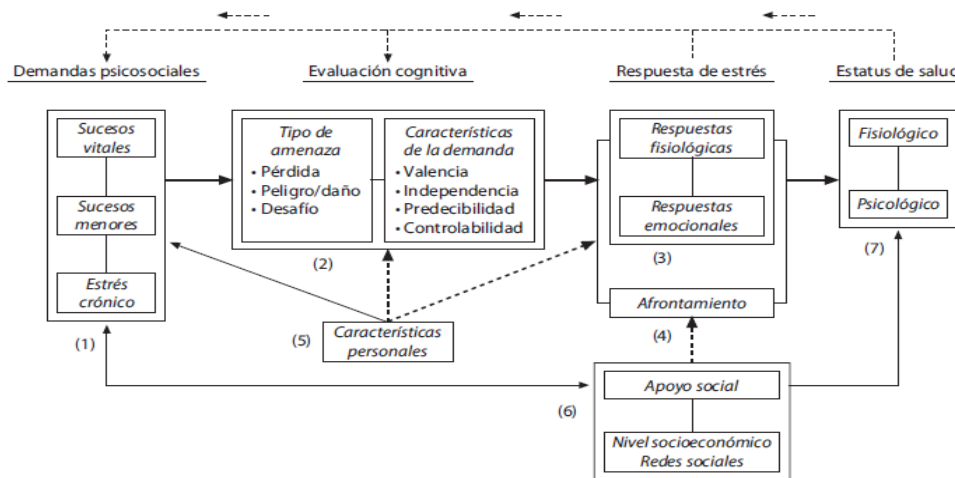 Demandas psicosociales
Evaluación cognitiva
Respuesta de estrés
Estatus de salud
Sucesos
vitales
Sucesos
menores
Estrés
crónico
(1)
Tipo de
amenaza
• Pérdida
• Peligro/daño
• Desafío
Características
de la demanda
• Valencia
• Independencia
• Predecibilidad
• Controlabilidad
(2)
Respuestas
fisiológicas
Respuestas
emocionales
(3)
Afrontamiento
(4)
Fisiológico
Psicológico
(7)
(5)
Características
personales
(6)
Apoyo social
Nivel socioeconómico
Redes sociales